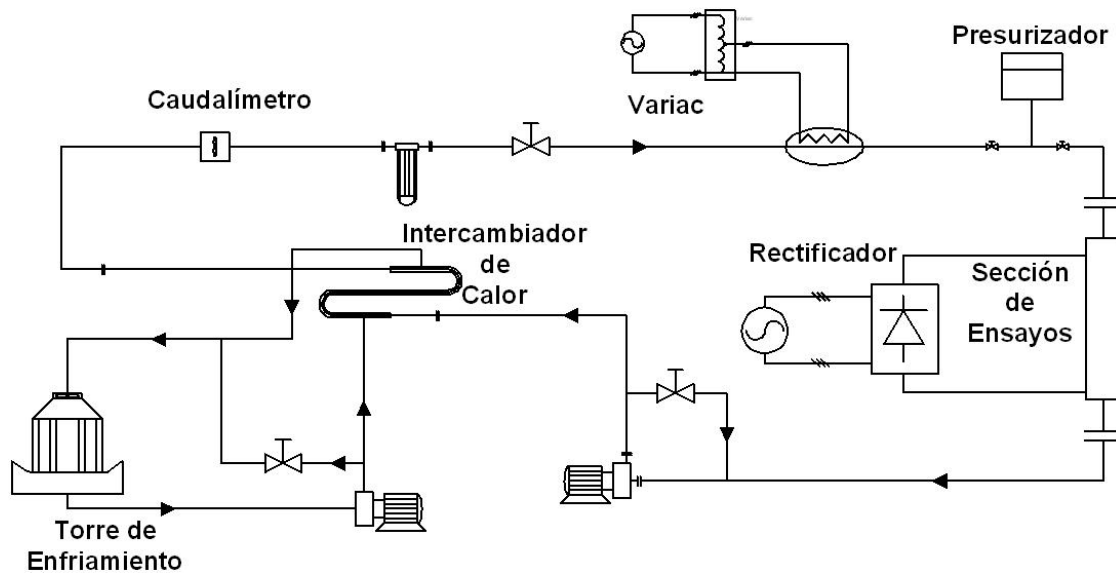 Presurizador
Variac
Caudalímetro
Intercambiador
de
Calor
Rectificador
Sección
de
Ensayos
Torre de
Enfriamiento